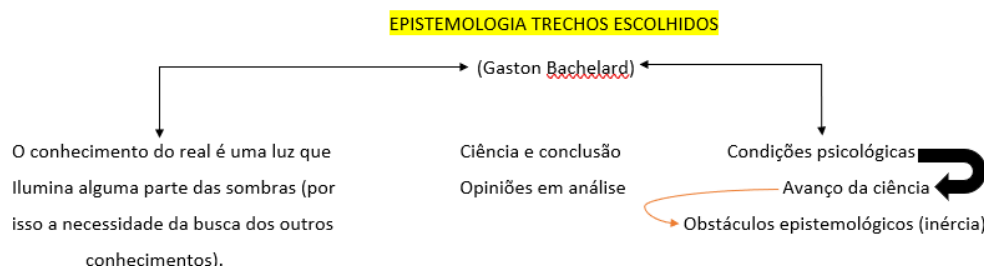 EPISTEMOLOGIA TRECHOS ESCOLHIDOS
(Gaston Bachelard)
O conhecimento do real é uma luz que
Ilumina alguma parte das sombras (por
isso a necessidade da busca dos outros
conhecimentos).
Ciência e conclusão
Opiniões em análise
Condições psicológicas
Avanço da ciência
Obstáculos epistemológicos (inércia)